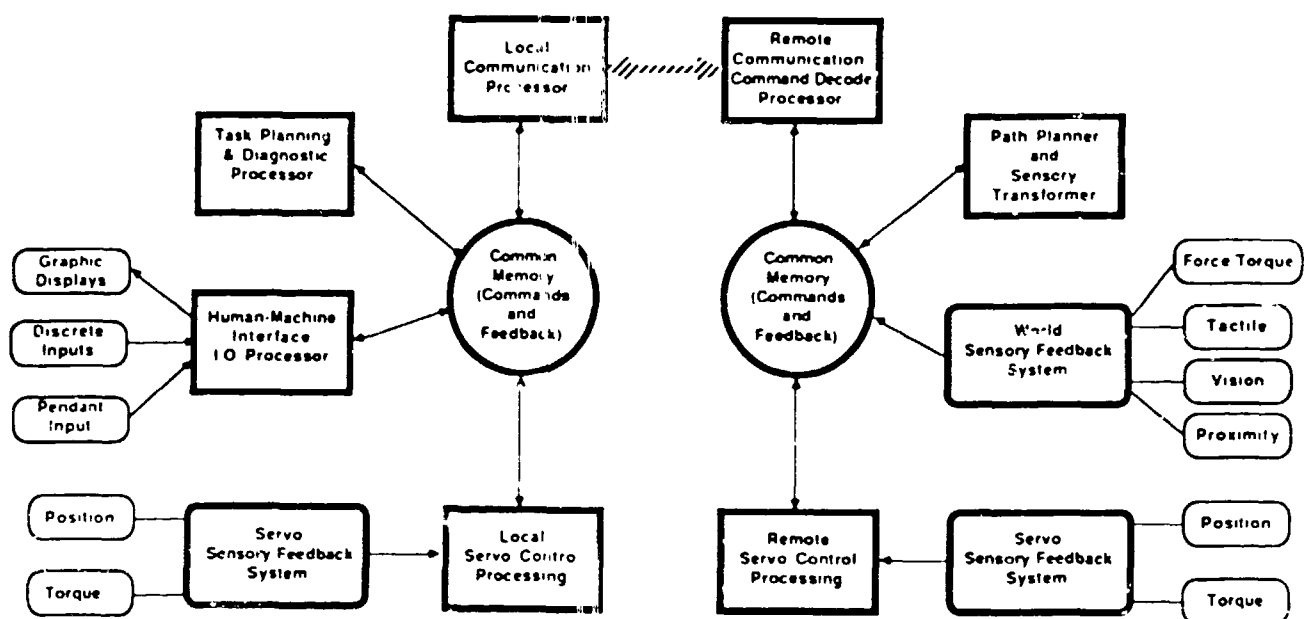 Local
Communication
Processor
Remote
Communication
Command Decode
Processor
Task Planning
& Diagnostic
Processor
Path Planner
and
Sensory
Transformer
Graphic
Displays
Discrete
Inputs
Pendant
Input
Human-Machine
Interface
I O Processor
Common
Memory
(Commands
and
Feedback)
Common
Memory
(Commands
and
Feedback)
World
Sensory Feedback
System
Force Torque
Tactile
Vision
Proximity
Position
Torque
Servo
Sensory Feedback
System
Local
Servo Contro
Processing
Remote
Servo Control
Processing
Servo
Sensory Feedback
System
Position
Torque